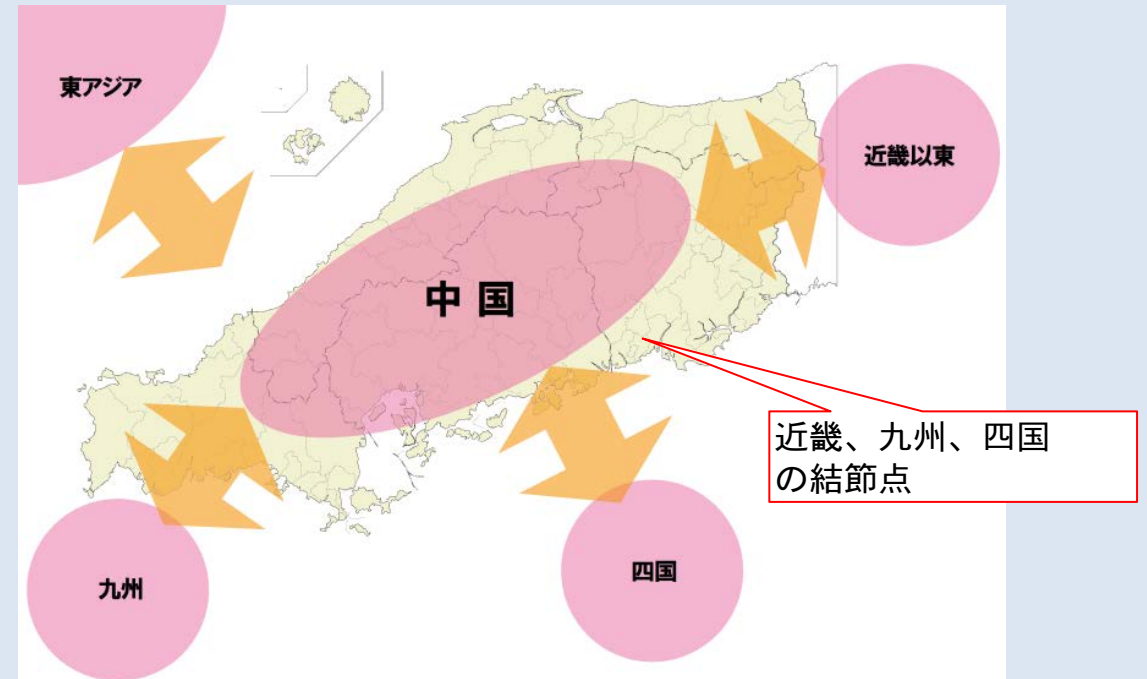 東アジア
近畿以東
中国
近畿、九州、四国
の結節点
四国
九州